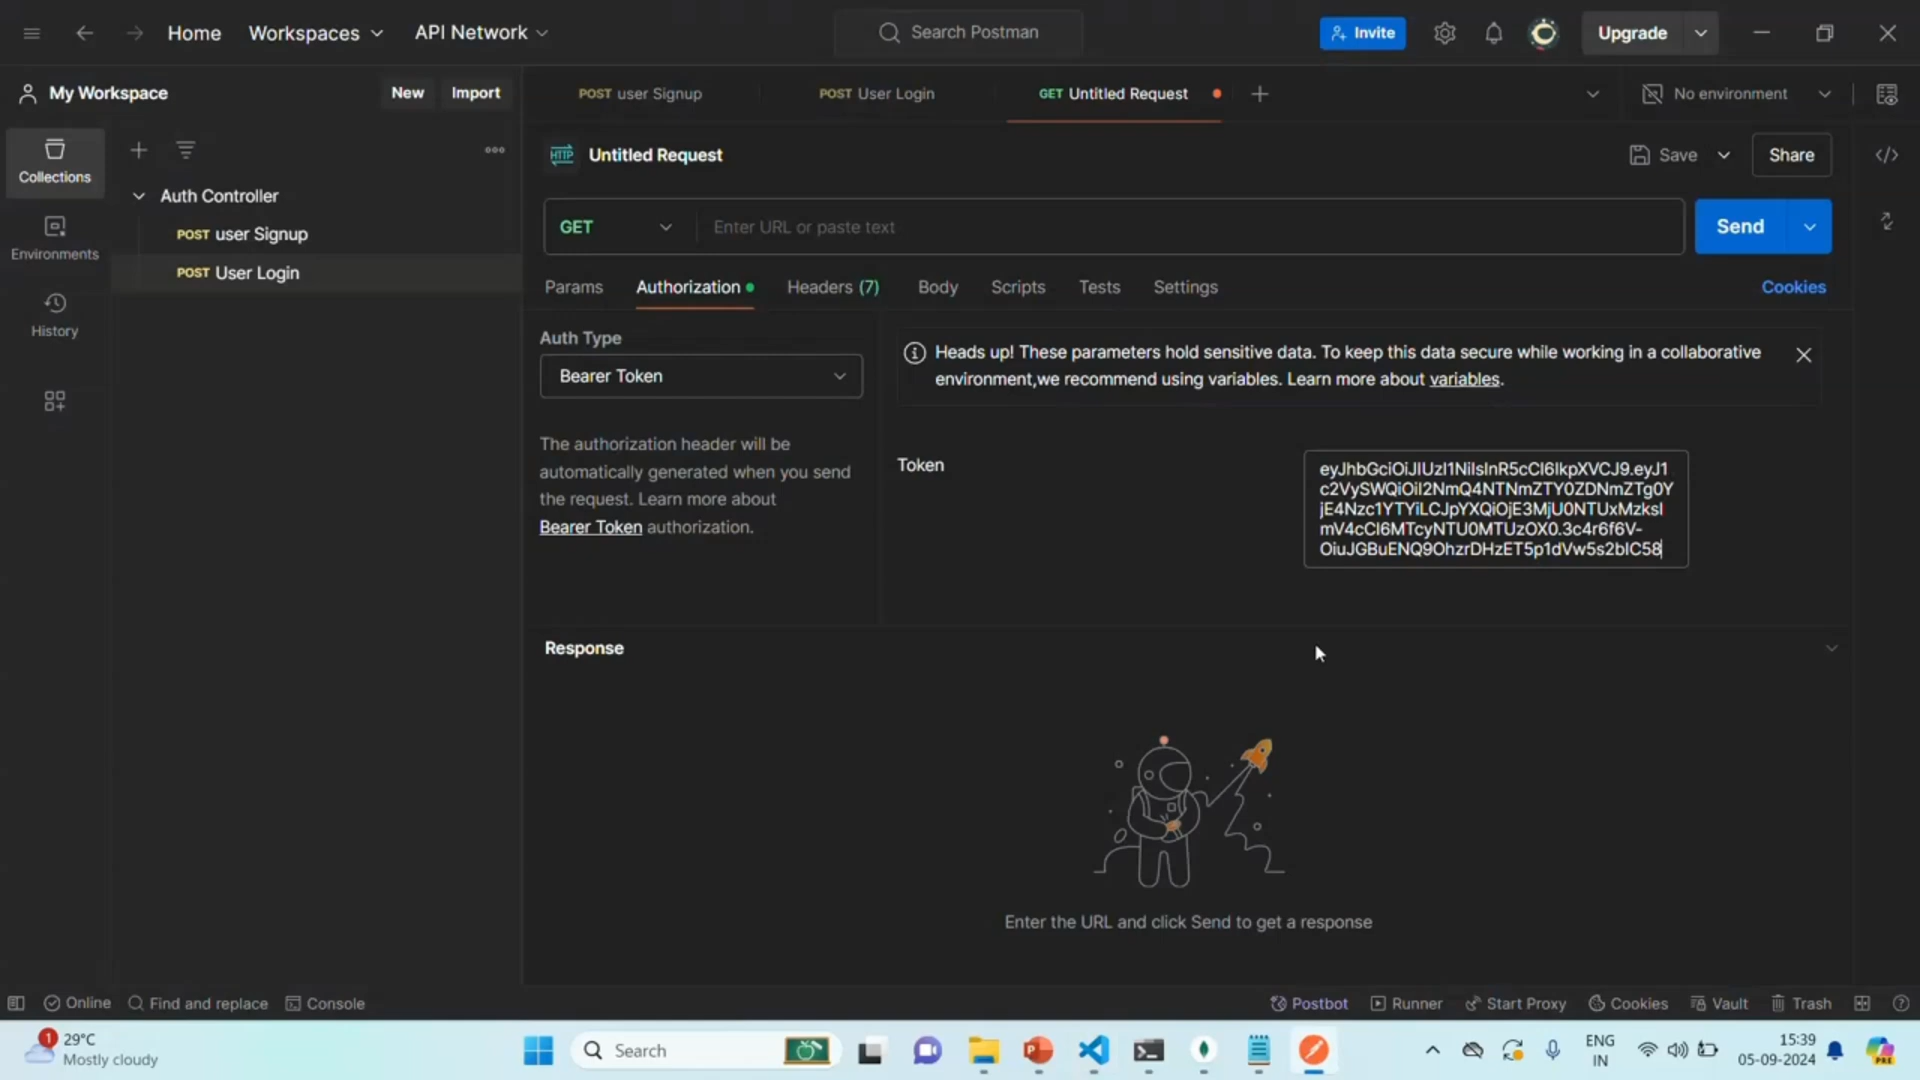 Home
Workspaces
API Network
Search Postman
Invite
Upgrade
My Workspace
New
Import
POST user Signup
POST User Login
GET Untitled Request
No environment
Collections
Environments
History
Auth Controller
POST user Signup
POST User Login
HTTP
Untitled Request
Save
Share
GET
Enter URL or paste text
Send
Params
Authorization
Headers (7)
Body
Scripts
Tests
Settings
Cookies
Auth Type
Bearer Token
The authorization header will be
automatically generated when you send
the request. Learn more about
Bearer Token authorization.
Heads up! These parameters hold sensitive data. To keep this data secure while working in a collaborative
environment,we recommend using variables. Learn more about variables.
Token
eyJhbGciOiJIUzI1NiIsInR5cCI6IkpXVCJ9.eyJ1
c2VySWQiOiI2NmQ4NTNmZTY0ZDNmZTg0Y
jE4Nzc1YTYiLCJpYXQiOjE3MjU0NTUxMzksI
mV4cCI6MTcyNTU0MTUzOX0.3c4r6f6V-
OiuJGBuENQ9OhzrDHzET5p1dVw5s2bIC58
Response
Enter the URL and click Send to get a response
Online
Find and replace
Console
Postbot
Runner
Start Proxy
Cookies
Vault
Trash
1
29°C
Mostly cloudy
Search
ENG
IN
15:39
05-09-2024
PRE